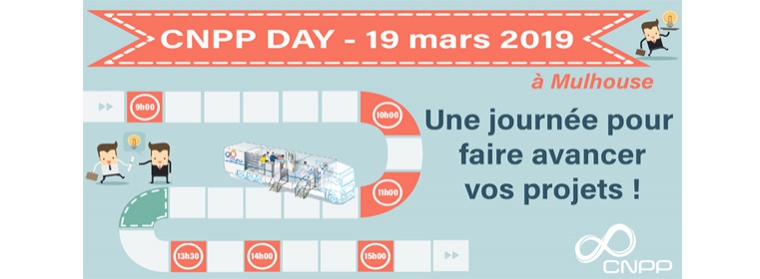 CNPP DAY - 19 mars 2019
à Mulhouse
9h00
10h00
Une journée pour
faire avancer
vos projets !
11h00
13h30
14h00
15h00
CNPP